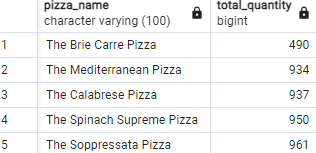 pizza_name total_quantity
character varying (100) bigint
1 The Brie Carre Pizza 490
2 The Mediterranean Pizza 934
3 The Calabrese Pizza 937
4 The Spinach Supreme Pizza 950
5 The Soppressata Pizza 961